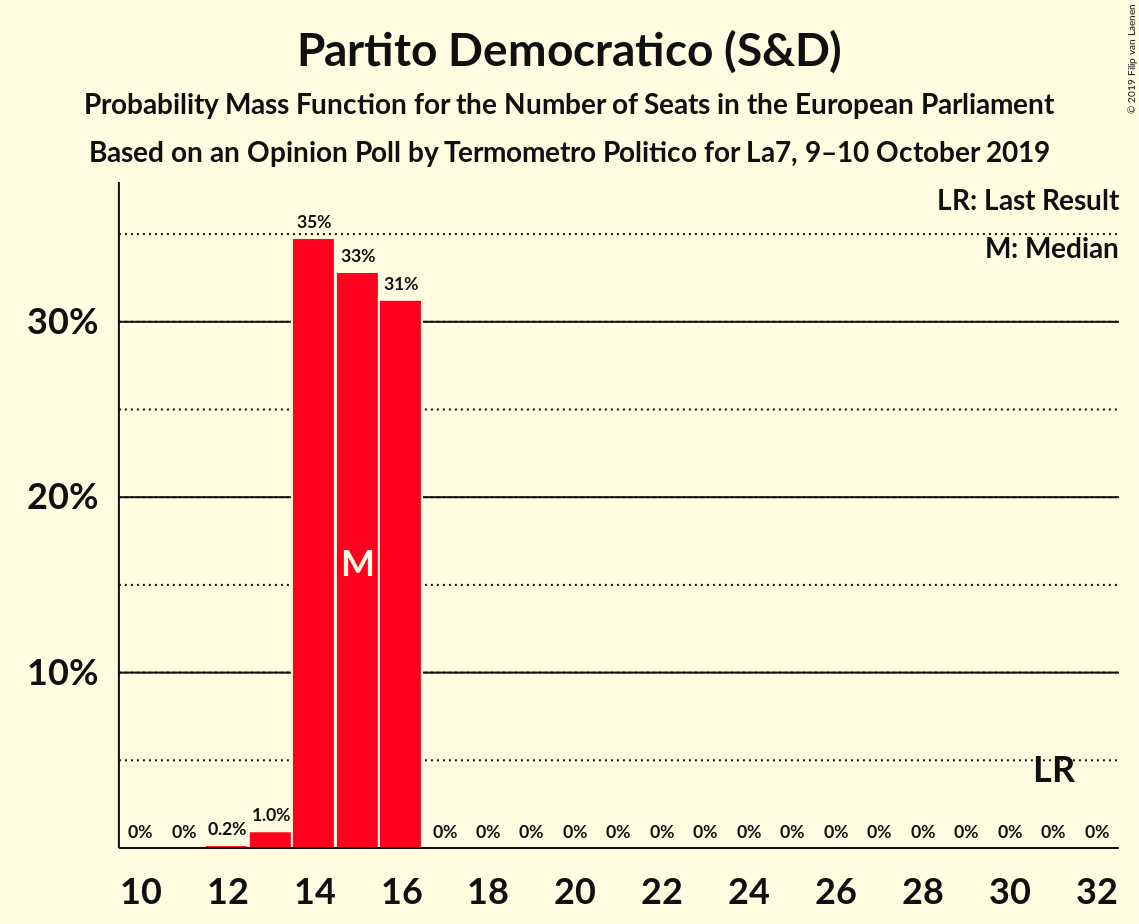 Partito Democratico (S&D)
Probability Mass Function for the Number of Seats in the European Parliament
Based on an Opinion Poll by Termometro Politico for La7, 9–10 October 2019
© 2019 Filip van Laenen
LR: Last Result
M: Median
35%
33%
31%
30%
20%
M
10%
LR
0% 0% 0.2% 1.0% 0% 0% 0% 0% 0% 0% 0% 0% 0% 0% 0% 0% 0% 0% 0% 0%
10 12 14 16 18 20 22 24 26 28 30 32